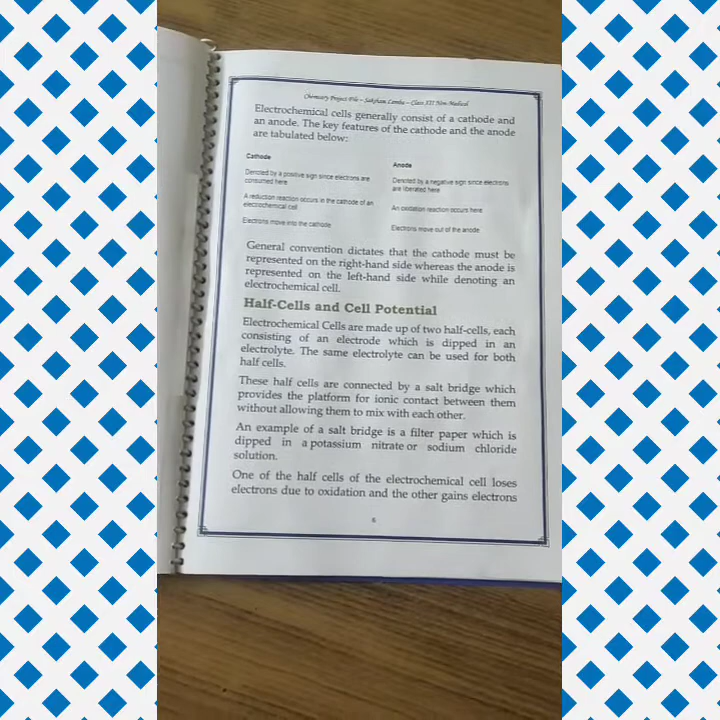 Chemistry Project File – Saksham Lamba – Class XII Non Medical
Electrochemical cells generally consist of a cathode and
an anode. The key features of the cathode and the anode
are tabulated below:
Cathode
Anode
Denoted by a positive sign since electrons are
consumed here
Denoted by a negative sign since electrons
are liberated here
A reduction reaction occurs in the cathode of an
electrochemical cell
An oxidation reaction occurs here
Electrons move into the cathode
Electrons move out of the anode
General convention dictates that the cathode must be
represented on the right-hand side whereas the anode is
represented on the left-hand side while denoting an
electrochemical cell.
Half-Cells and Cell Potential
Electrochemical Cells are made up of two half-cells, each
consisting of an electrode which is dipped in an
electrolyte. The same electrolyte can be used for both
half cells.
These half cells are connected by a salt bridge which
provides the platform for ionic contact between them
without allowing them to mix with each other.
An example of a salt bridge is a filter paper which is
dipped in a potassium nitrate or sodium chloride
solution.
One of the half cells of the electrochemical cell loses
electrons due to oxidation and the other gains electrons